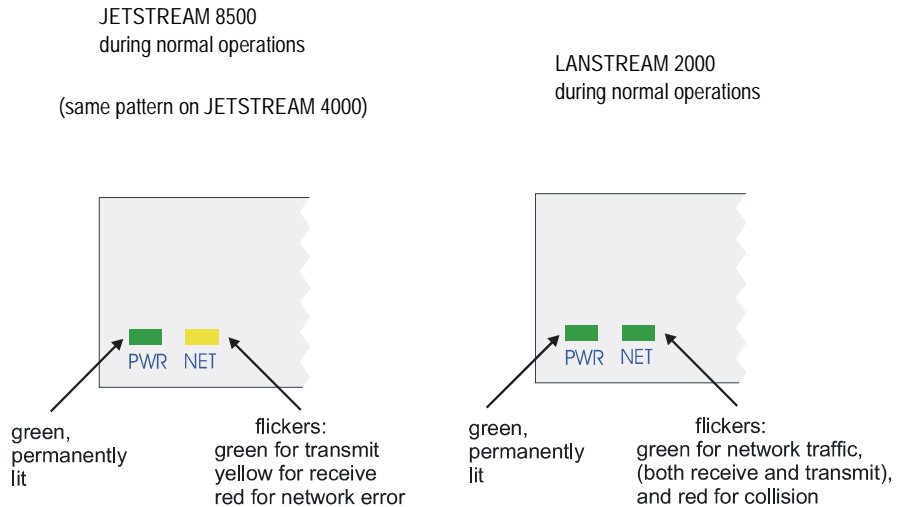 JETSTREAM 8500
during normal operations
(same pattern on JETSTREAM 4000)
PWR NET
green,
permanently
lit
flickers:
green for transmit
yellow for receive
red for network error
LANSTREAM 2000
during normal operations
PWR NET
green,
permanently
lit
flickers:
green for network traffic,
(both receive and transmit),
and red for collision